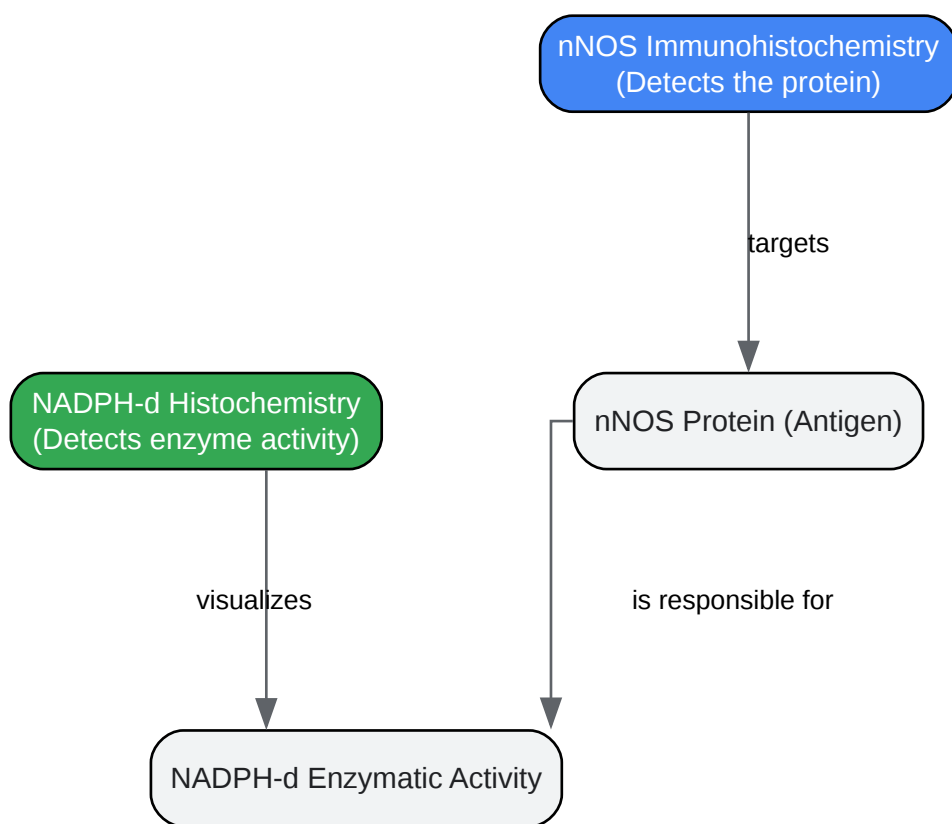 nNOS Immunohistochemistry
(Detects the protein)
targets
NADPH-d Histochemistry
(Detects enzyme activity)
nNOS Protein (Antigen)
visualizes
is responsible for
NADPH-d Enzymatic Activity